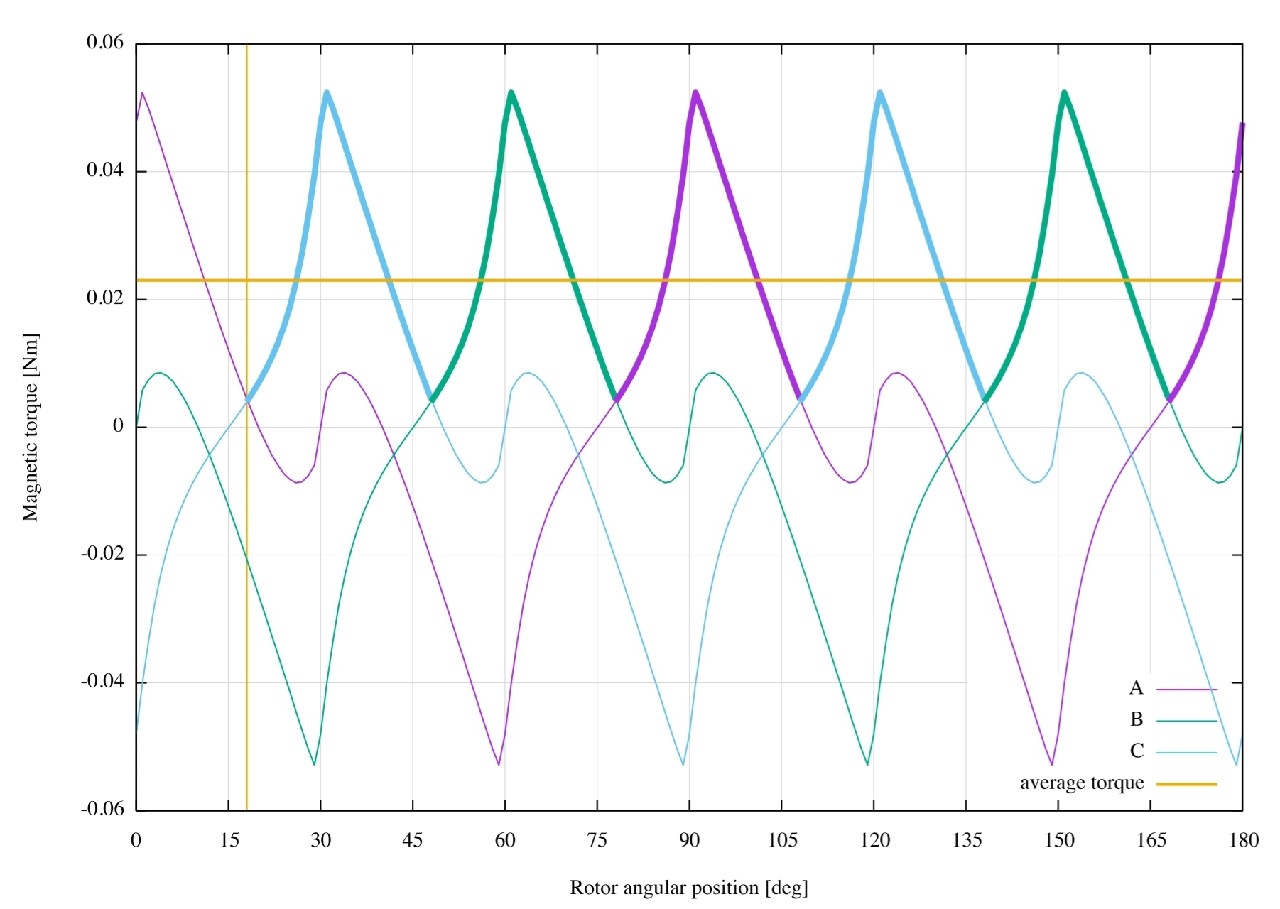 0.06
0.04
0.02
0
-0.02
-0.04
-0.06
Magnetic torque [Nm]
A
B
C
average torque
0 15 30 45 60 75 90 105 120 135 150 165 180
Rotor angular position [deg]